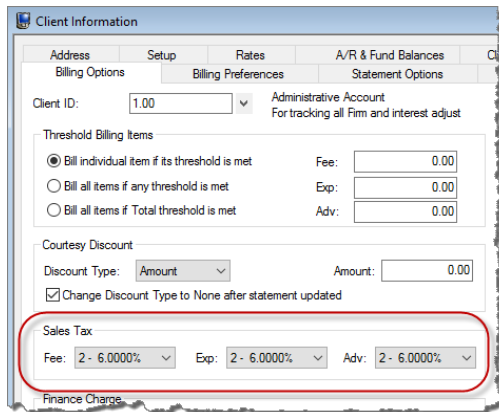 Client Information
Address Setup Rates A/R & Fund Balances
Billing Options Billing Preferences Statement Options
Client ID: 1.00 Administrative Account
For tracking all Firm and interest adjust
Threshold Billing Items
Bill individual item if its threshold is met Fee: 0.00
Bill all items if any threshold is met Exp: 0.00
Bill all items if Total threshold is met Adv: 0.00
Courtesy Discount
Discount Type: Amount Amount: 0.00
Change Discount Type to None after statement updated
Sales Tax
Fee: 2 - 6.0000% Exp: 2 - 6.0000% Adv: 2 - 6.0000%
Finance Charge